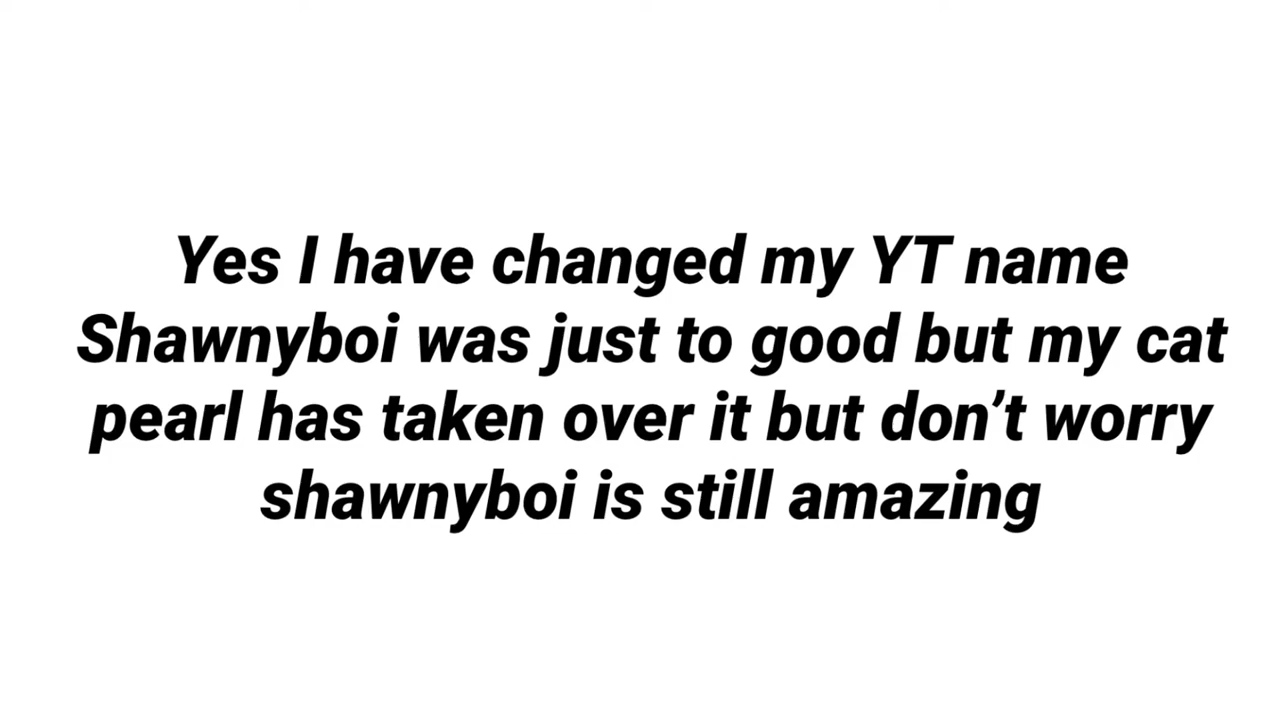 Yes I have changed my YT name
Shawnyboi was just to good but my cat
pearl has taken over it but don’t worry
shawnyboi is still amazing